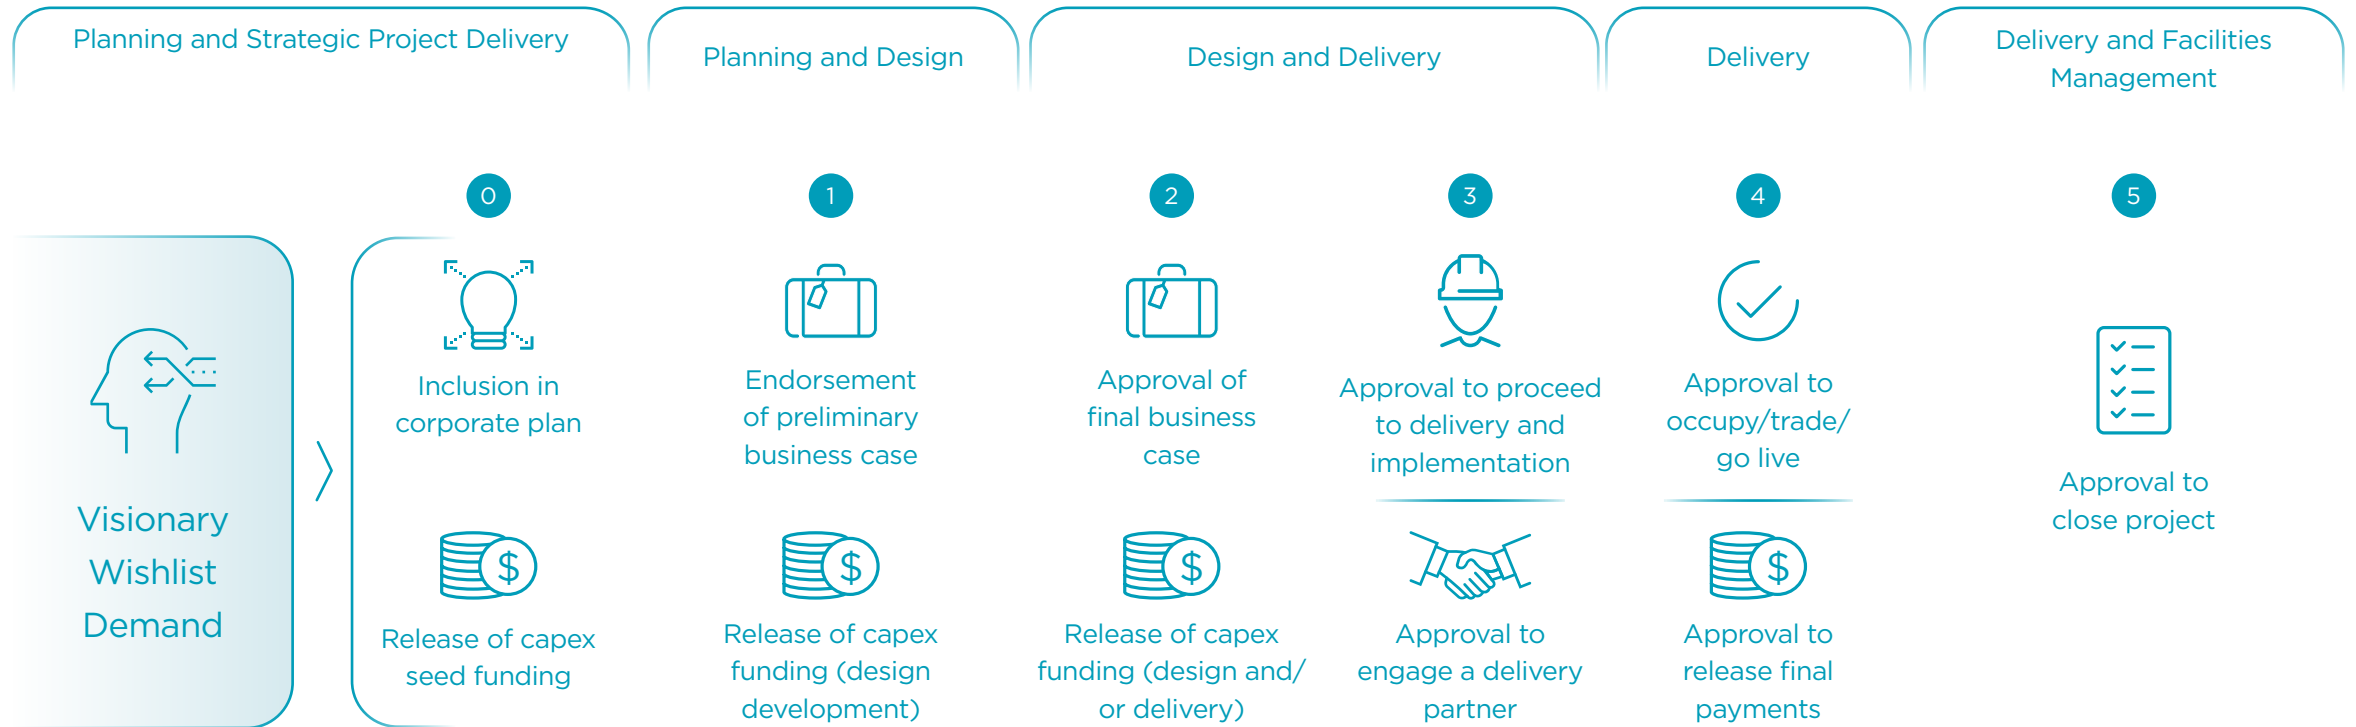 Planning and Strategic Project Delivery
Planning and Design
Design and Delivery
Delivery
Delivery and Facilities
Management
Visionary
Wishlist
Demand
0
Inclusion in
corporate plan
$
Release of capex
seed funding
1
Endorsement
of preliminary
business case
$
Release of capex
funding (design
development)
2
Approval of
final business
case
$
Release of capex
funding (design and/
or delivery)
3
Approval to proceed
to delivery and
implementation
Approval to
engage a delivery
partner
4
Approval to
occupy/trade/
go live
$
Approval to
release final
payments
5
Approval to
close project